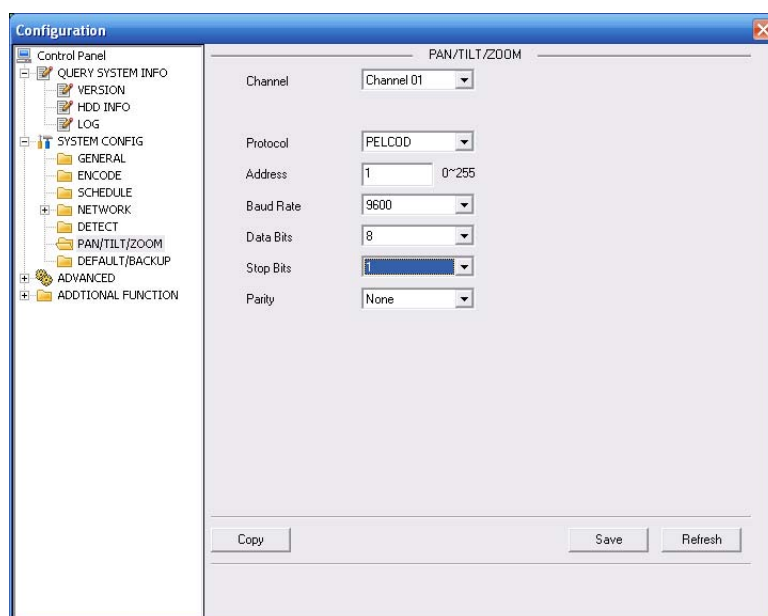 Configuration
Control Panel
QUERY SYSTEM INFO
VERSION
HDD INFO
LOG
SYSTEM CONFIG
GENERAL
ENCODE
SCHEDULE
NETWORK
DETECT
PAN/TILT/ZOOM
DEFAULT/BACKUP
ADVANCED
ADDTIONAL FUNCTION
PAN/TILT/ZOOM
Channel Channel 01
Protocol PELCOD
Address 1 0~255
Baud Rate 9600
Data Bits 8
Stop Bits 1
Parity None
Copy Save Refresh